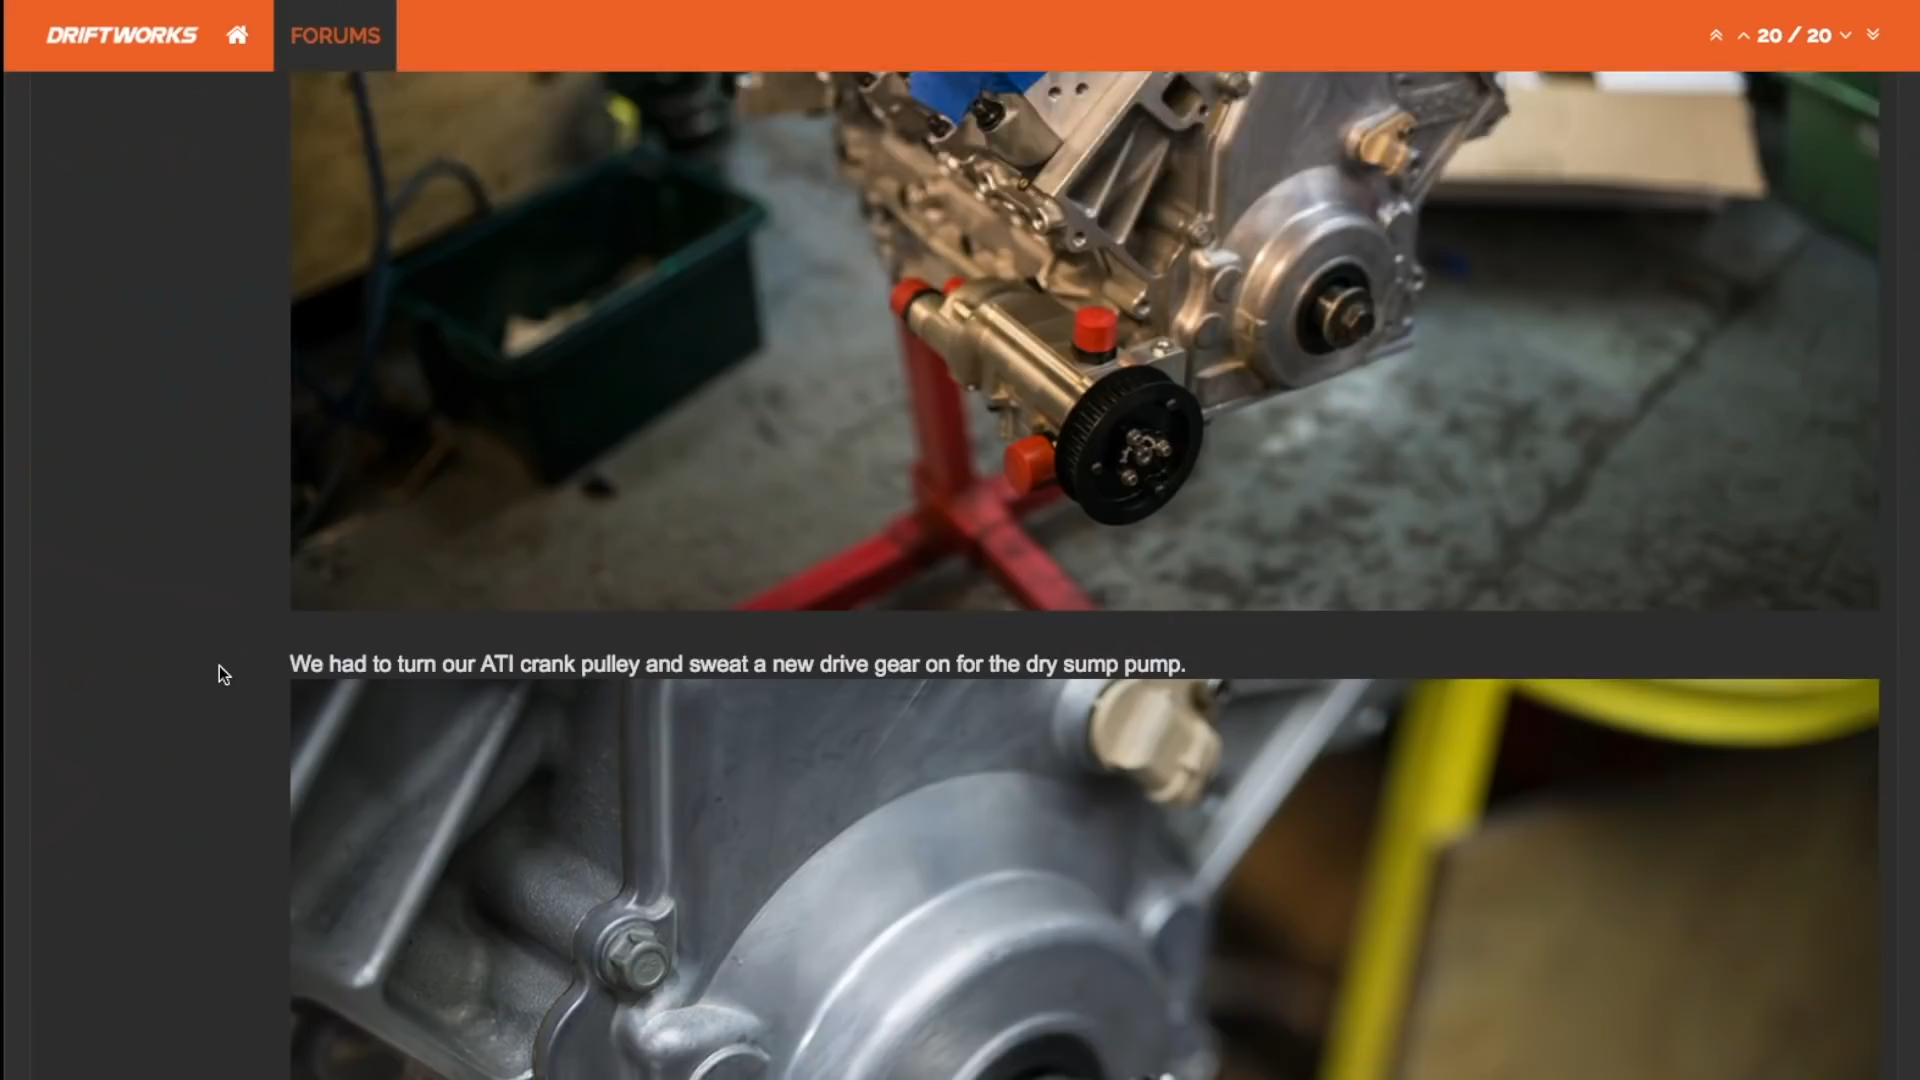 DRIFTWORKS
FORUMS
20 / 20
We had to turn our ATI crank pulley and sweat a new drive gear on for the dry sump pump.